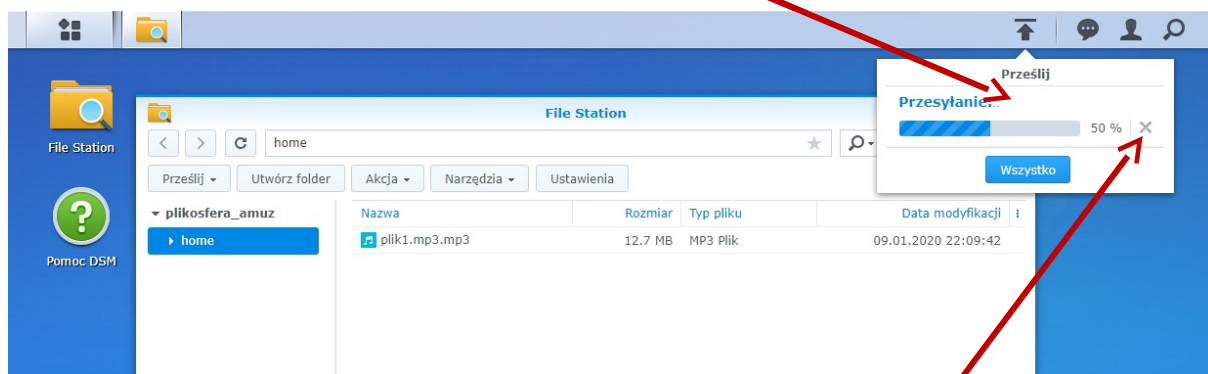 Prześlij
Przesyłanie...
50 %
Wszystko
File Station
File Station
home
Prześlij Utwórz folder Akcja Narzędzia Ustawienia
plikosfera_amuz
home
Nazwa Rozmiar Typ pliku Data modyfikacji
plik1.mp3.mp3 12.7 MB MP3 Plik 09.01.2020 22:09:42
Pomoc DSM